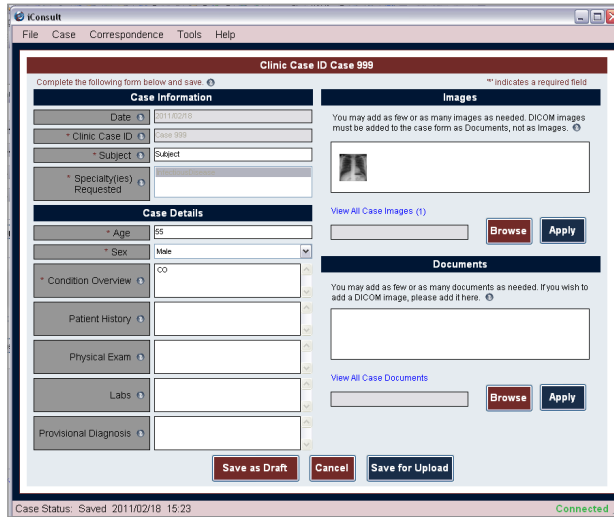 iConsult
File Case Correspondence Tools Help
Clinic Case ID Case 999
Complete the following form below and save.
"*" indicates a required field
Case Information
Date 2011/02/18
* Clinic Case ID Case 999
* Subject Subject
* Specialty(ies)
Requested
Case Details
* Age 55
* Sex Male
* Condition Overview CO
Patient History
Physical Exam
Labs
Provisional Diagnosis
Images
You may add as few or as many images as needed. DICOM images
must be added to the case form as Documents, not as Images.
View All Case Images (1)
Browse Apply
Documents
You may add as few or as many documents as needed. If you wish to
add a DICOM image, please add it here.
View All Case Documents
Browse Apply
Save as Draft Cancel Save for Upload
Case Status: Saved 2011/02/18 15:23
Connected